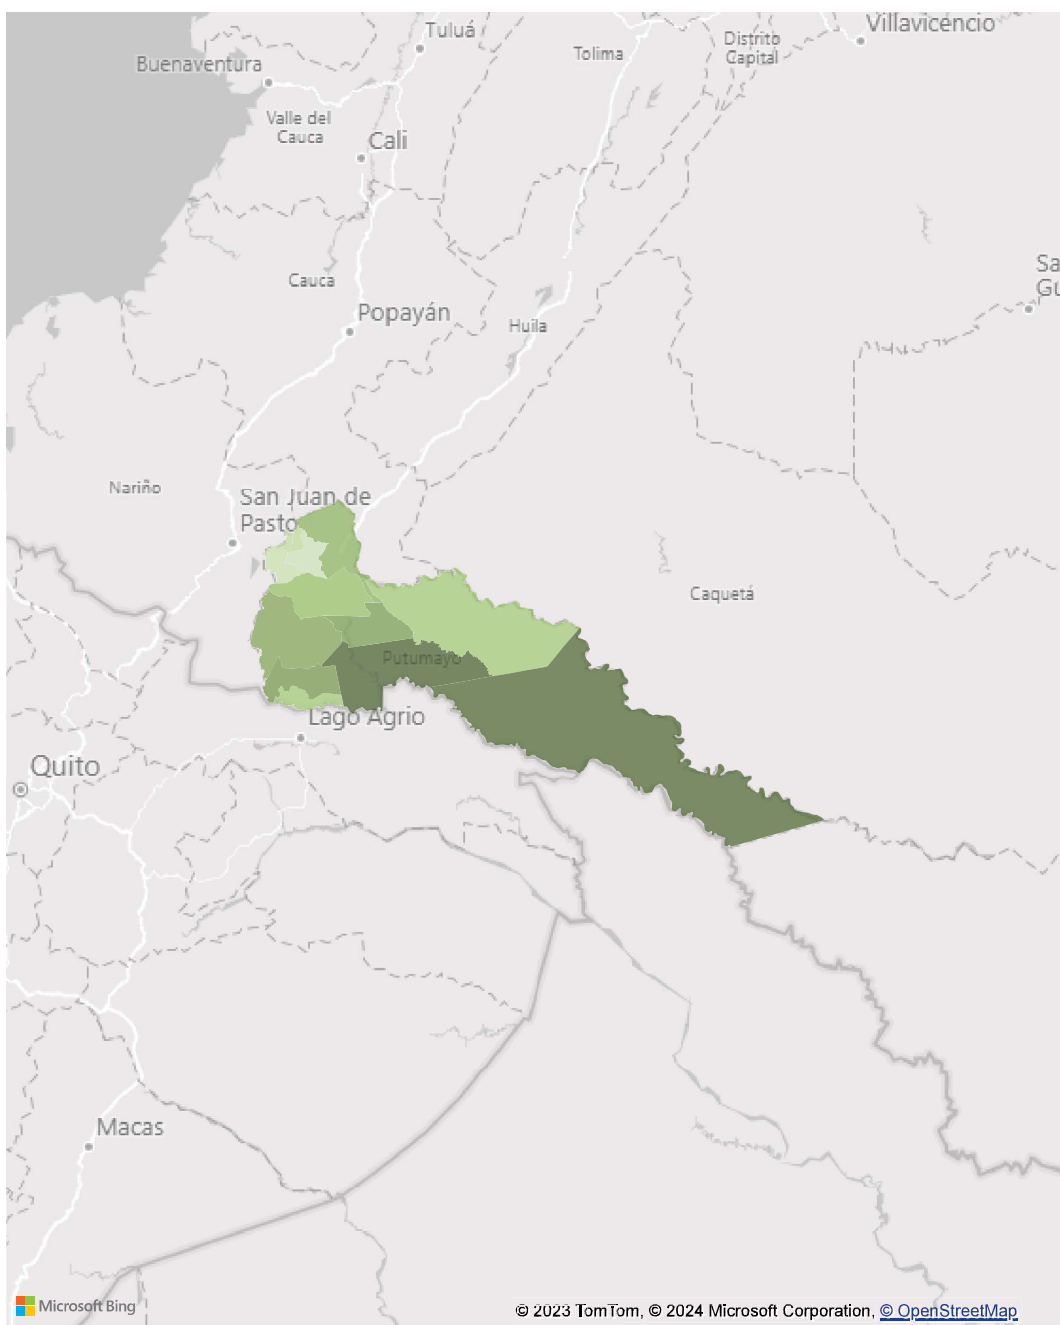 Tuluá
Villavicencio
Distrito
Capital
Tolima
Buenaventura
Valle del
Cauca
Cali
Sa
Gu
Cauca
Popayán
Huila
Nariño
San Juan de
Pasto
Caquetá
Putumayo
Lago Agrio
Quito
Macas
Microsoft Bing
© 2023 TomTom, © 2024 Microsoft Corporation, © OpenStreetMap